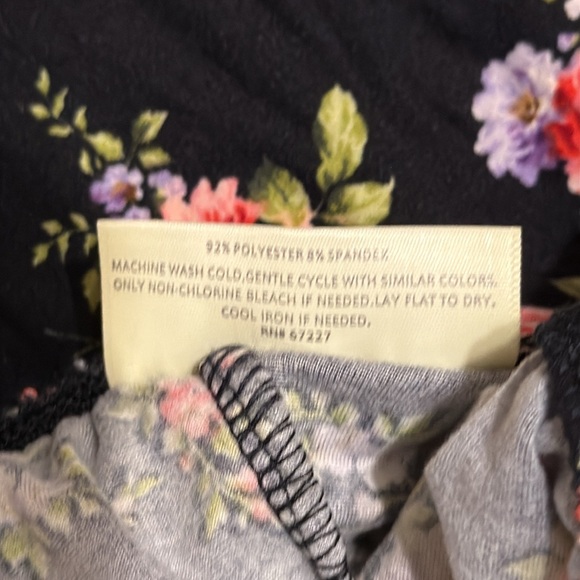 92% POLYESTER 8% SPANDEX
MACHINE WASH COLD,GENTLE CYCLE WITH SIMILAR COLORS.
ONLY NON-CHLORINE BLEACH IF NEEDED.LAY FLAT TO DRY.
COOL IRON IF NEEDED.
RN# 67227